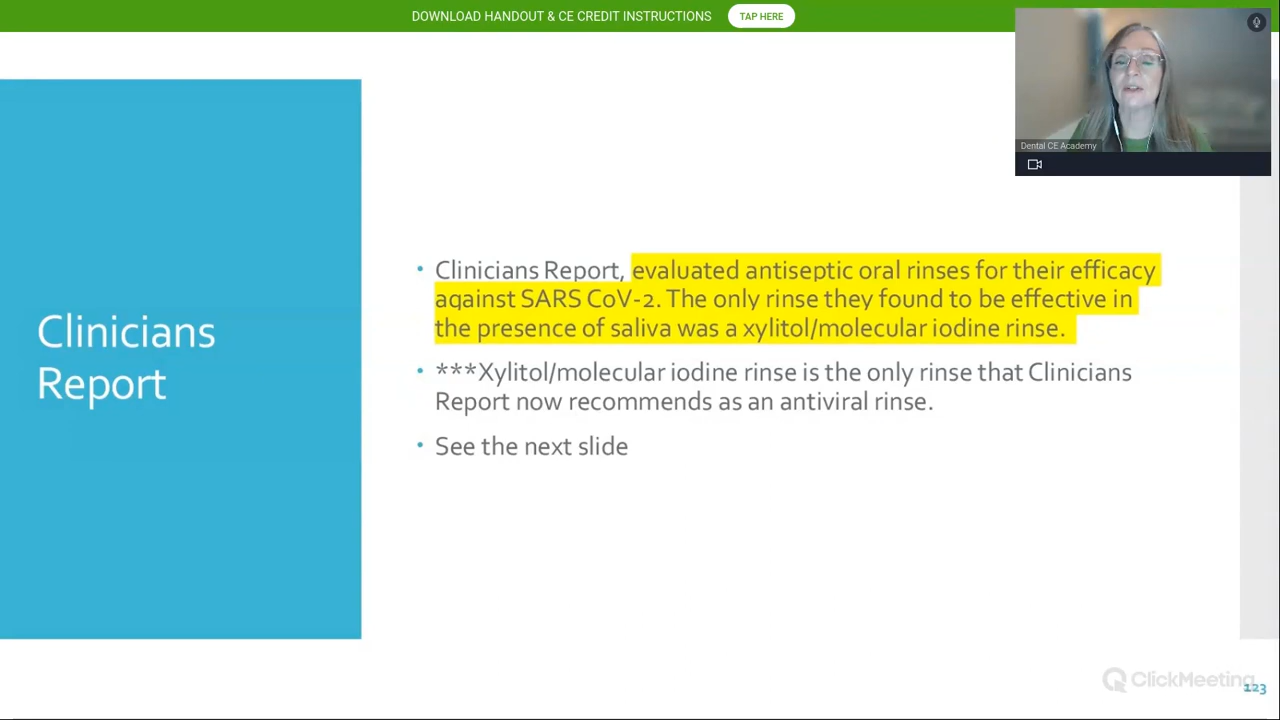 DOWNLOAD HANDOUT & CE CREDIT INSTRUCTIONS TAP HERE
Dental CE Academy
Clinicians
Report
• Clinicians Report, evaluated antiseptic oral rinses for their efficacy
against SARS CoV-2. The only rinse they found to be effective in
the presence of saliva was a xylitol/molecular iodine rinse.
• ***Xylitol/molecular iodine rinse is the only rinse that Clinicians
Report now recommends as an antiviral rinse.
• See the next slide
ClickMeeting
123